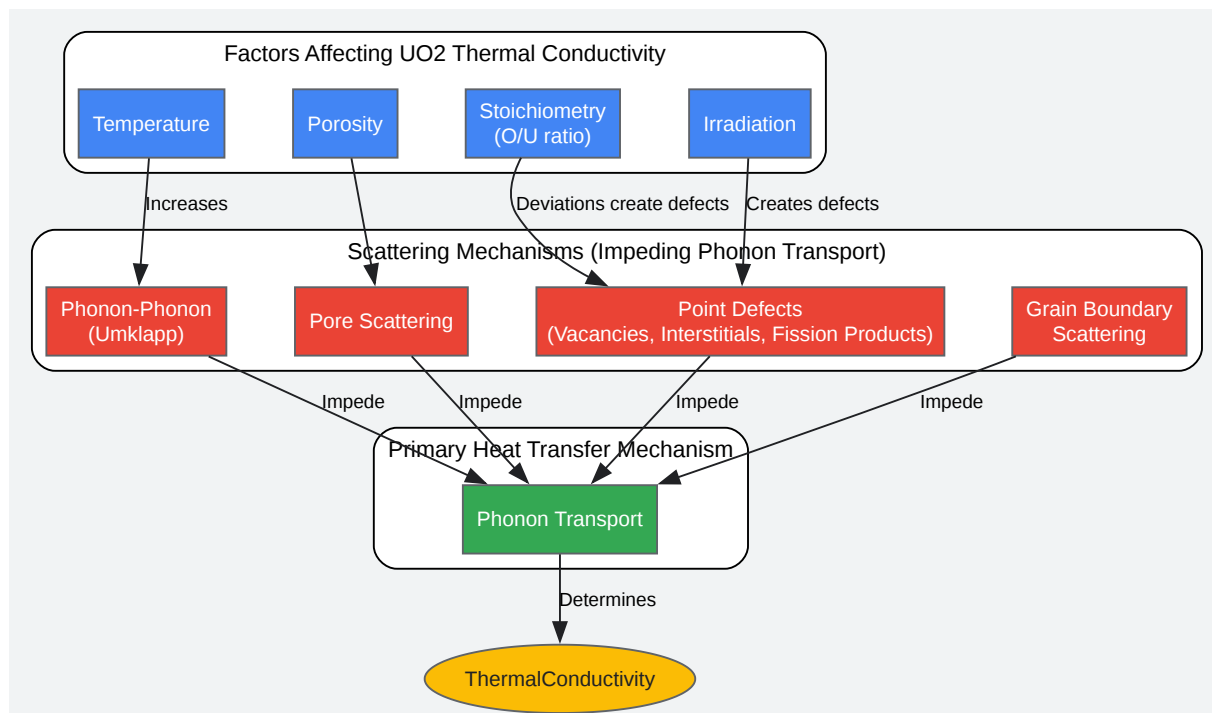 Factors Affecting UO2 Thermal Conductivity
Temperature
Porosity
Stoichiometry
(O/U ratio)
Irradiation
Increases
Deviations create defects
Creates defects
Scattering Mechanisms (Impeding Phonon Transport)
Phonon-Phonon
(Umklapp)
Pore Scattering
Point Defects
(Vacancies, Interstitials, Fission Products)
Grain Boundary
Scattering
Impede
Impede
Impede
Impede
Primary Heat Transfer Mechanism
Phonon Transport
Determines
ThermalConductivity